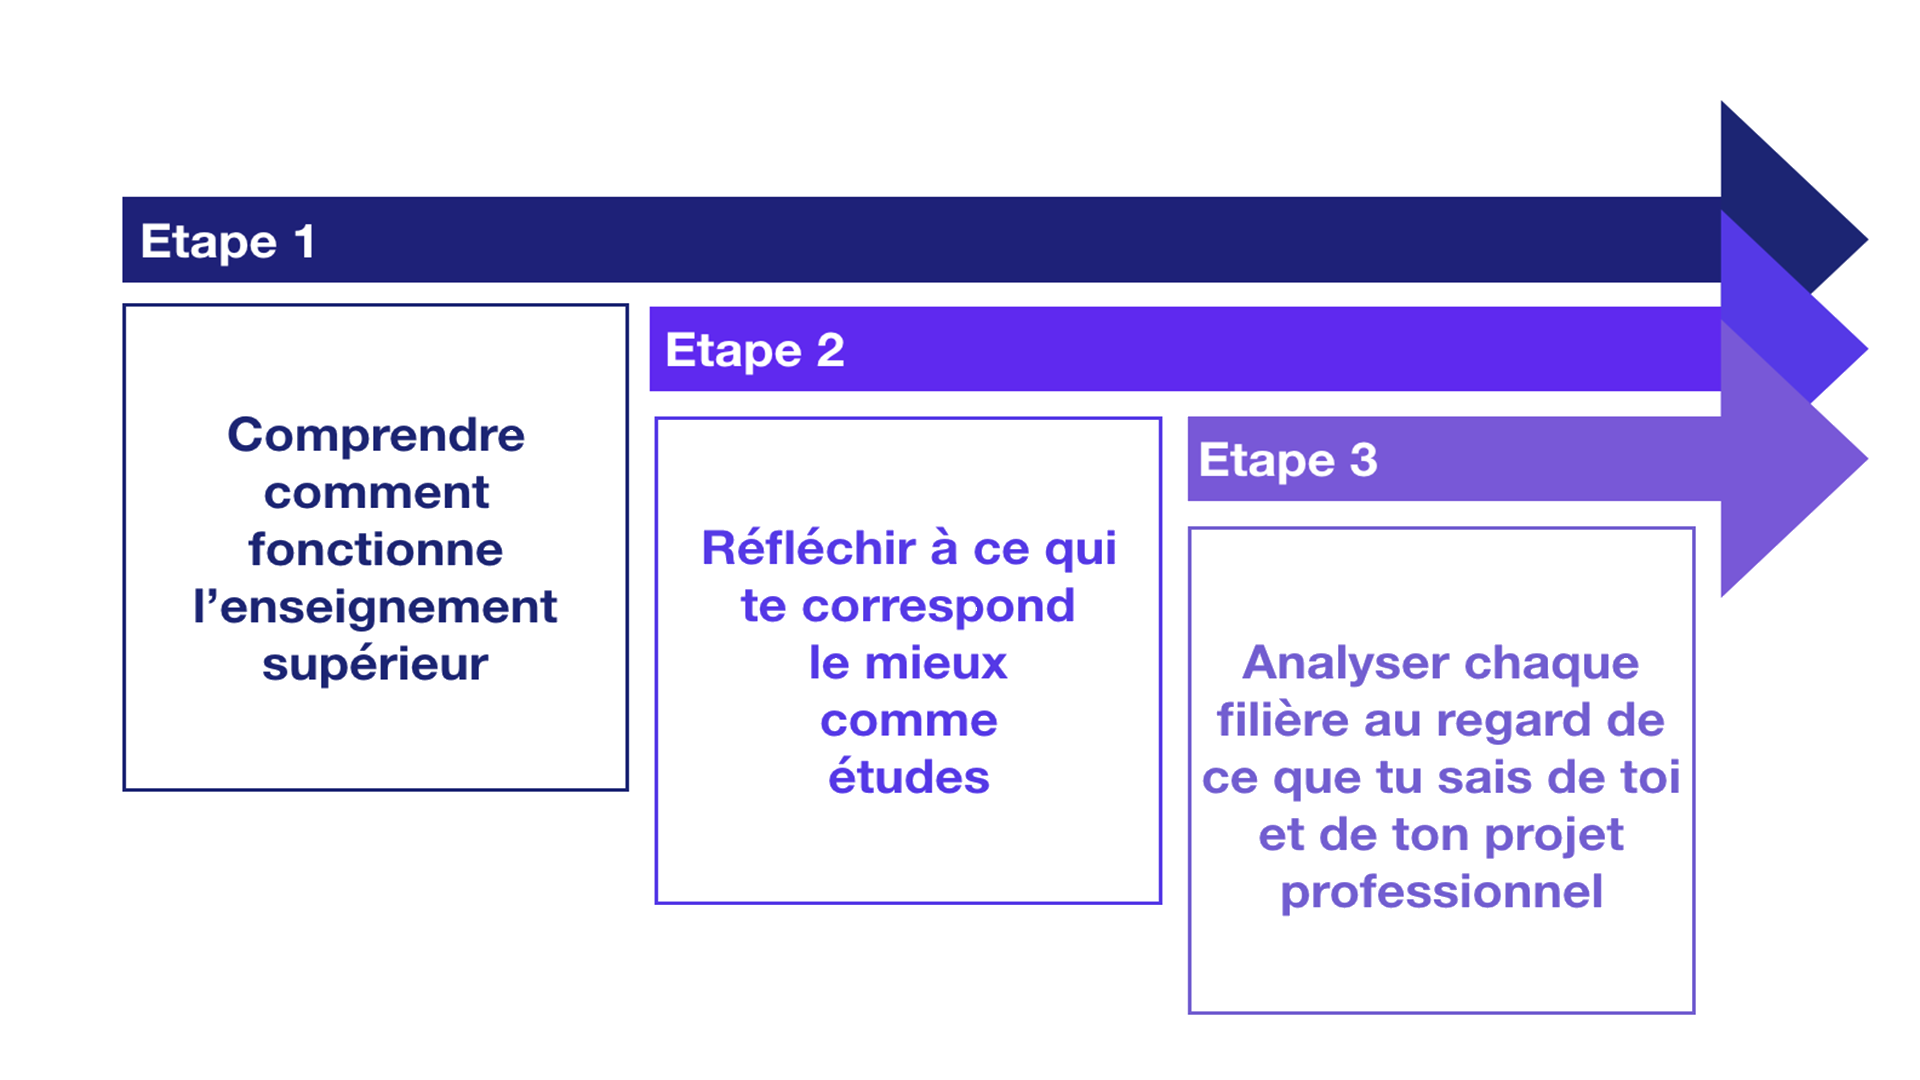 Etape 1
Comprendre
comment
fonctionne
l’enseignement
supérieur
Etape 2
Réfléchir à ce qui
te correspond
le mieux
comme
études
Etape 3
Analyser chaque
filière au regard de
ce que tu sais de toi
et de ton projet
professionnel